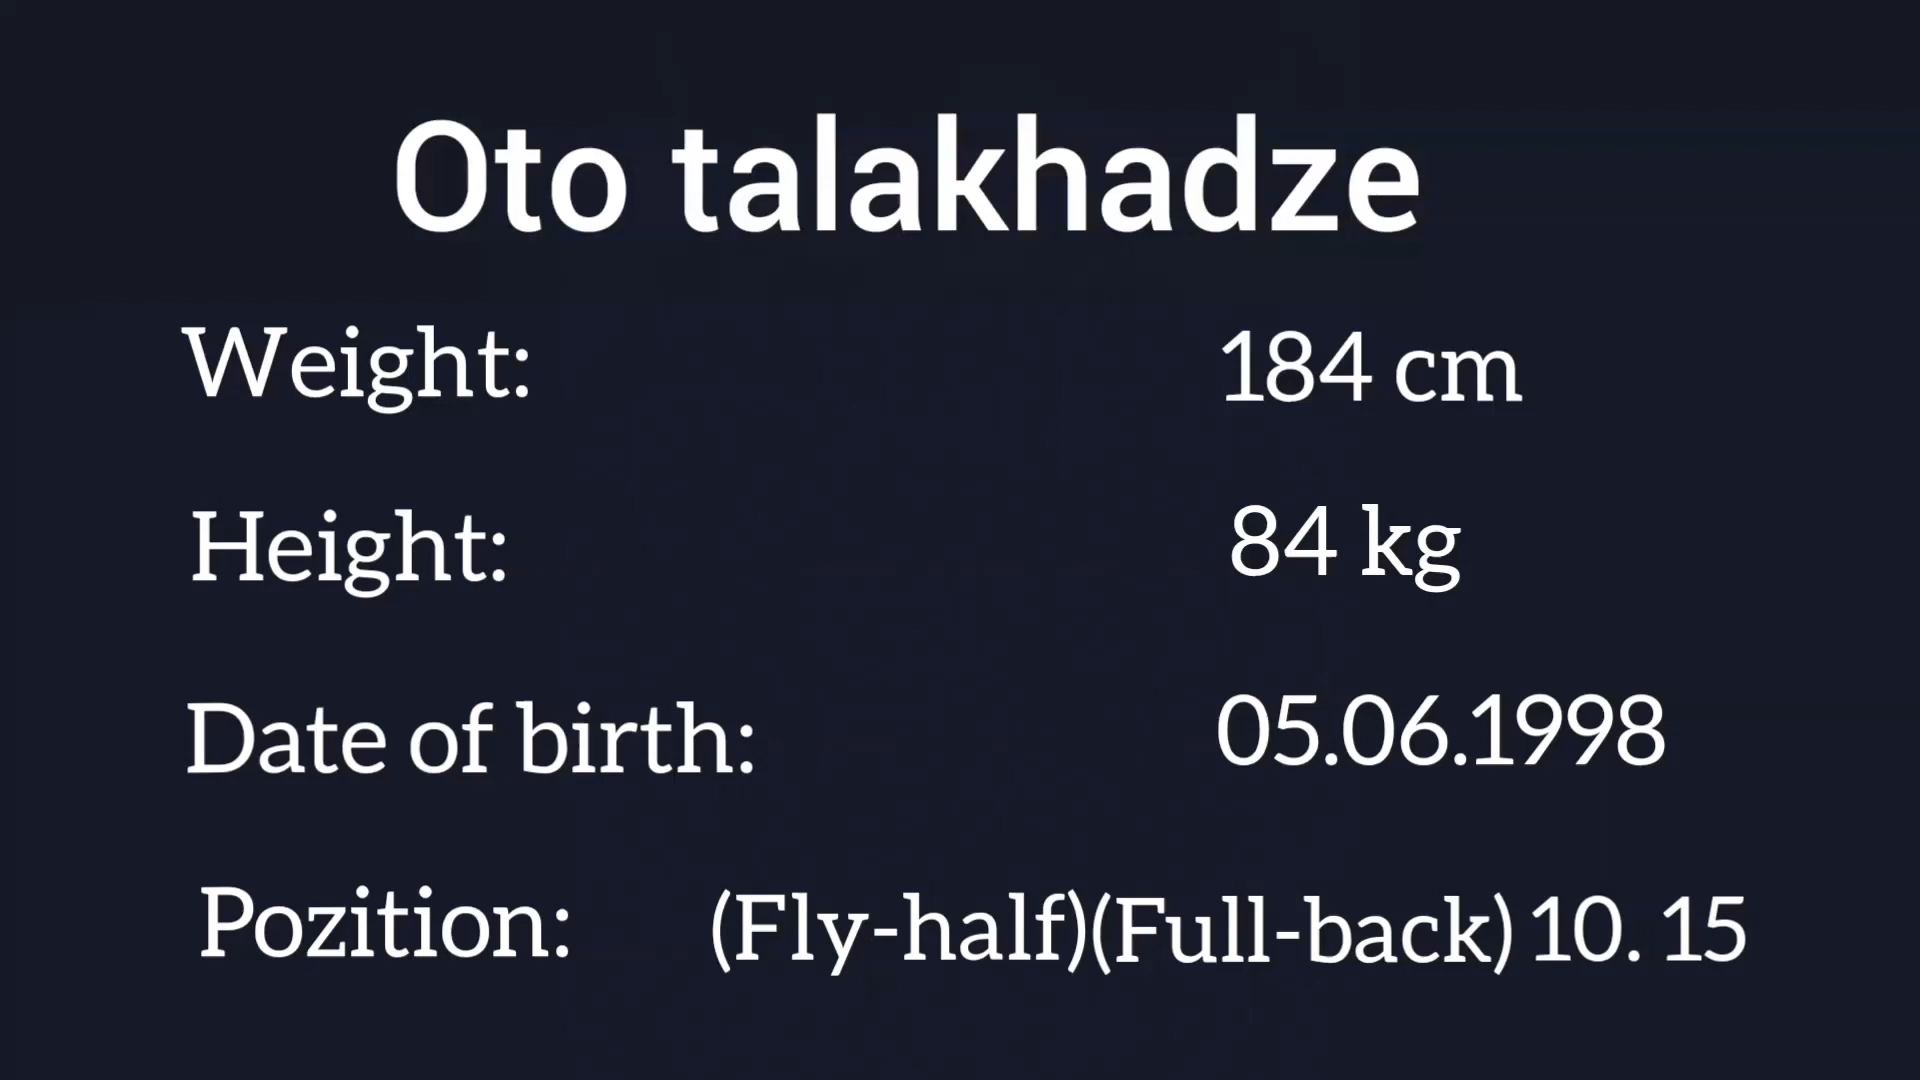 Oto talakhadze
Weight: 184 cm
Height: 84 kg
Date of birth: 05.06.1998
Pozition: (Fly-half)(Full-back) 10. 15